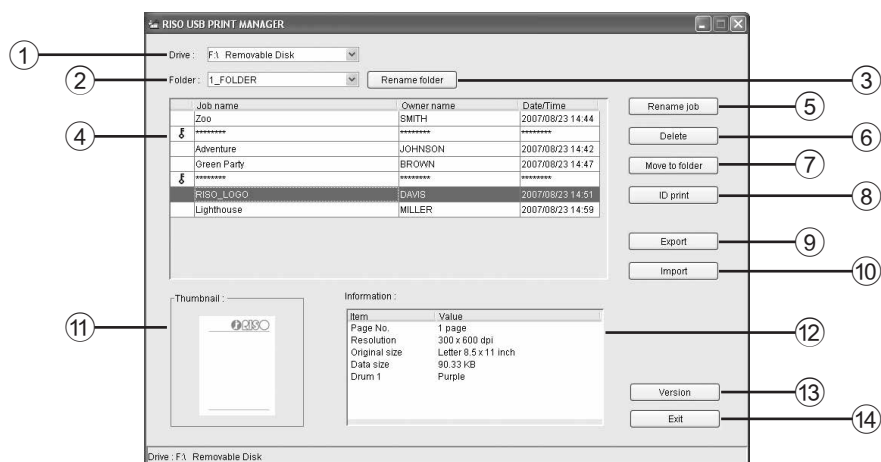 RISO USB PRINT MANAGER
① Drive : F:\ Removable Disk
② Folder : 1_FOLDER Rename folder ③
Job name Owner name Date/Time Rename job ⑤
Zoo SMITH 2007/08/23 14:44
④ ******** ******** ******** Delete ⑥
Adventure JOHNSON 2007/08/23 14:42
Green Party BROWN 2007/08/23 14:47 Move to folder ⑦
******** ******** ********
RISO_LOGO DAVIS 2007/08/23 14:51 ID print ⑧
Lighthouse MILLER 2007/08/23 14:59
Export ⑨
Import ⑩
Thumbnail : Information :
⑪ RISO
Item Value
Page No. 1 page ⑫
Resolution 300 x 600 dpi
Original size Letter 8.5 x 11 inch
Data size 90.33 KB
Drum 1 Purple
Version ⑬
Exit ⑭
Drive : F:\ Removable Disk